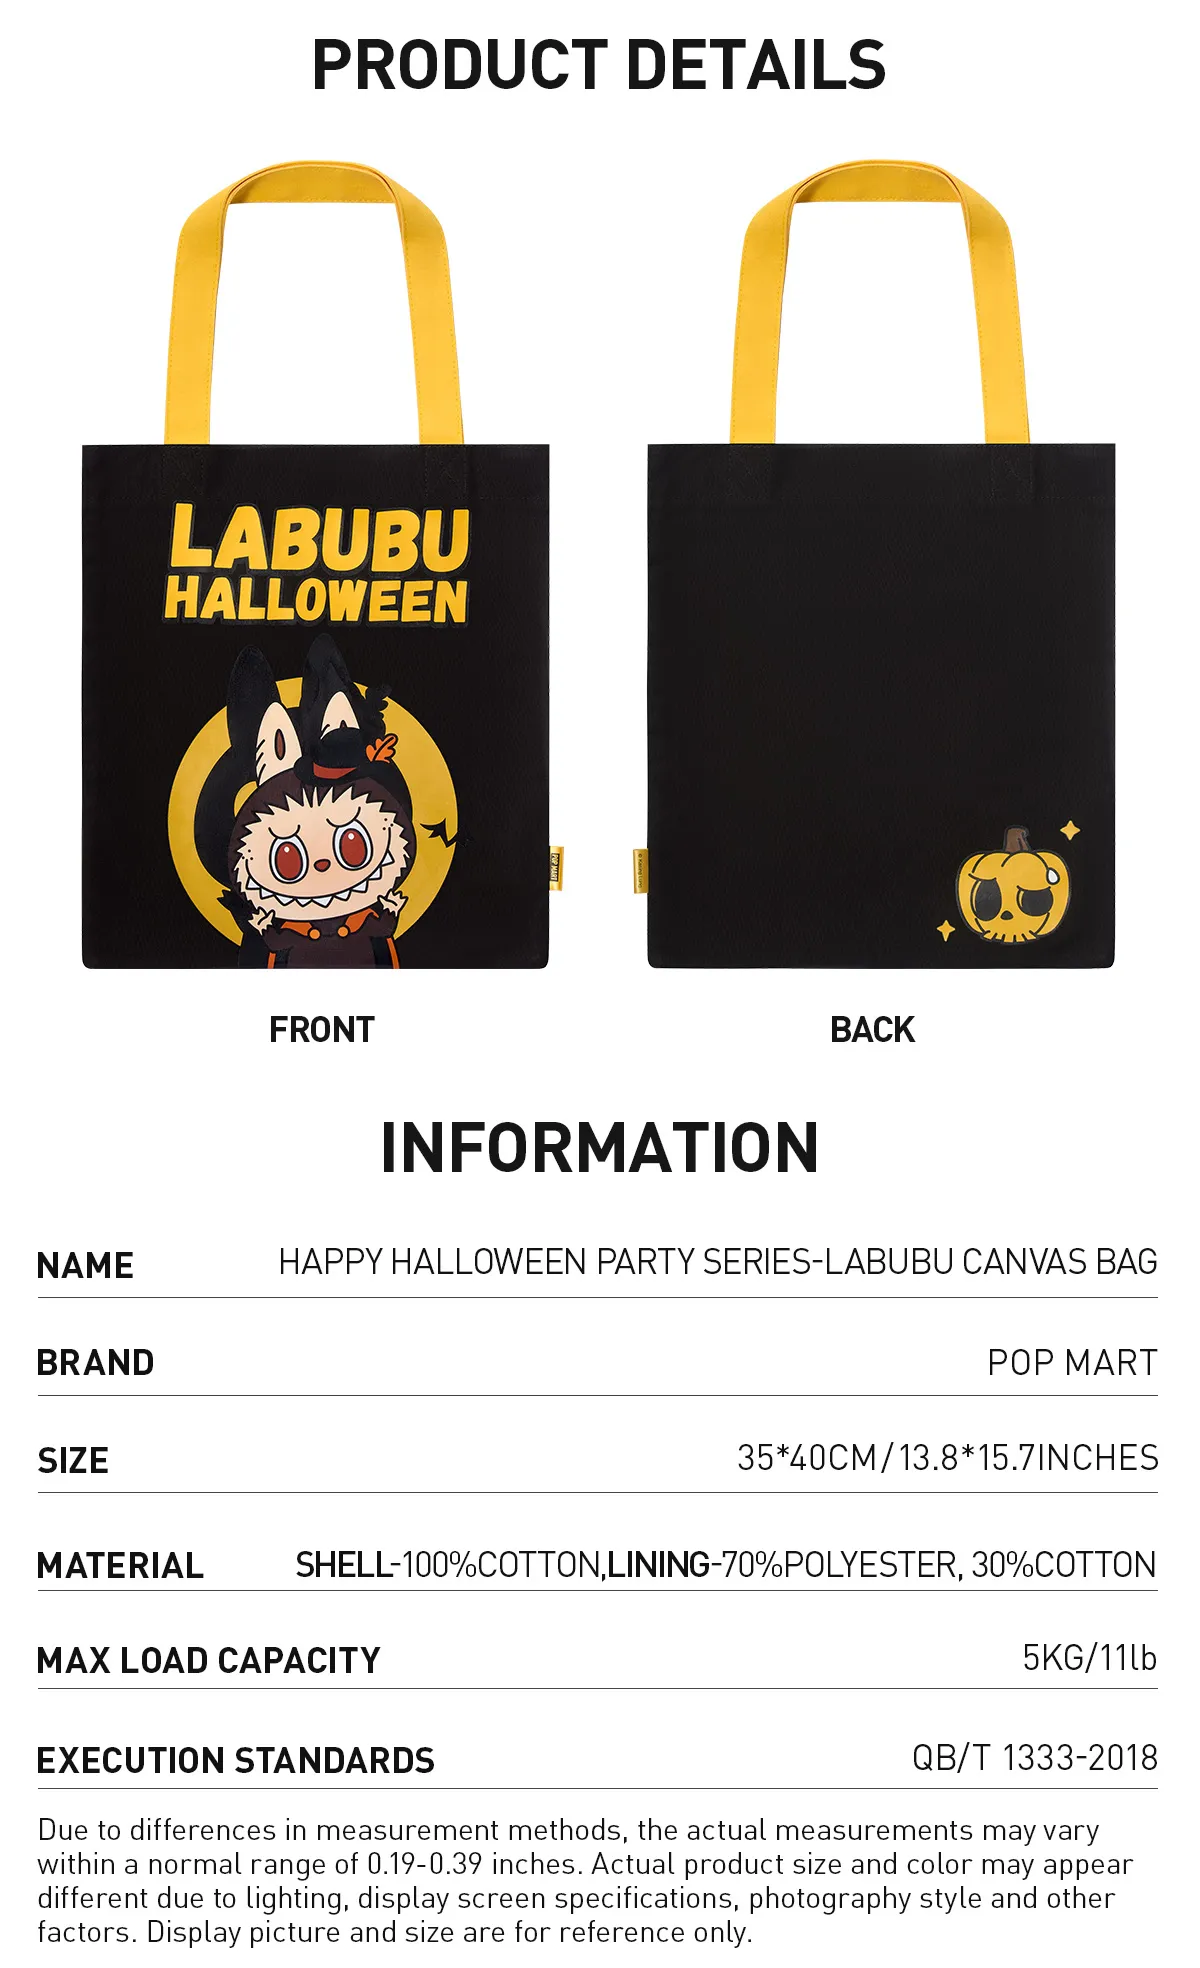 PRODUCT DETAILS
LABUBU
HALLOWEEN
POP MART
FRONT
BACK
INFORMATION
NAME HAPPY HALLOWEEN PARTY SERIES-LABUBU CANVAS BAG
BRAND POP MART
SIZE 35*40CM/13.8*15.7INCHES
MATERIAL SHELL-100%COTTON,LINING-70%POLYESTER, 30%COTTON
MAX LOAD CAPACITY 5KG/11lb
EXECUTION STANDARDS QB/T 1333-2018
Due to differences in measurement methods, the actual measurements may vary
within a normal range of 0.19-0.39 inches. Actual product size and color may appear
different due to lighting, display screen specifications, photography style and other
factors. Display picture and size are for reference only.